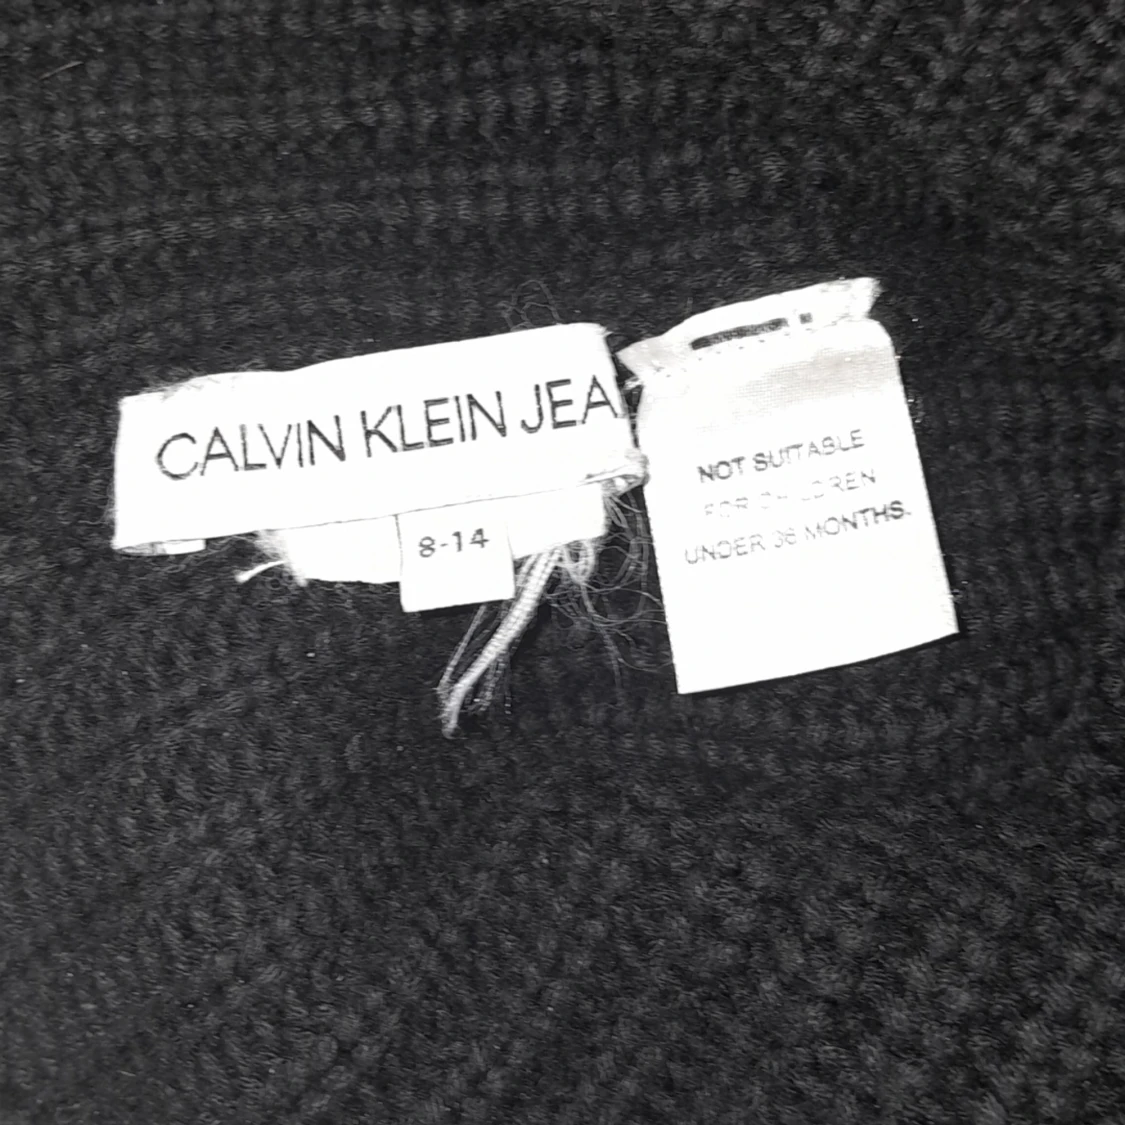 CALVIN KLEIN JEA
8-14
NOT SUITABLE
FOR CHILDREN
UNDER 36 MONTHS.